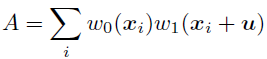 A = ∑_i w_0(x_i)w_1(x_i + u)